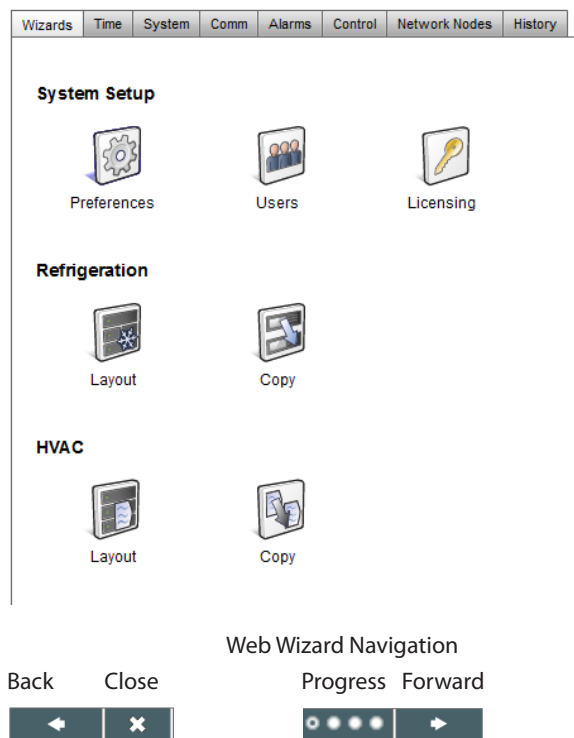 Wizards Time System Comm Alarms Control Network Nodes History
System Setup
Preferences Users Licensing
Refrigeration
Layout Copy
HVAC
Layout Copy
Web Wizard Navigation
Back Close Progress Forward